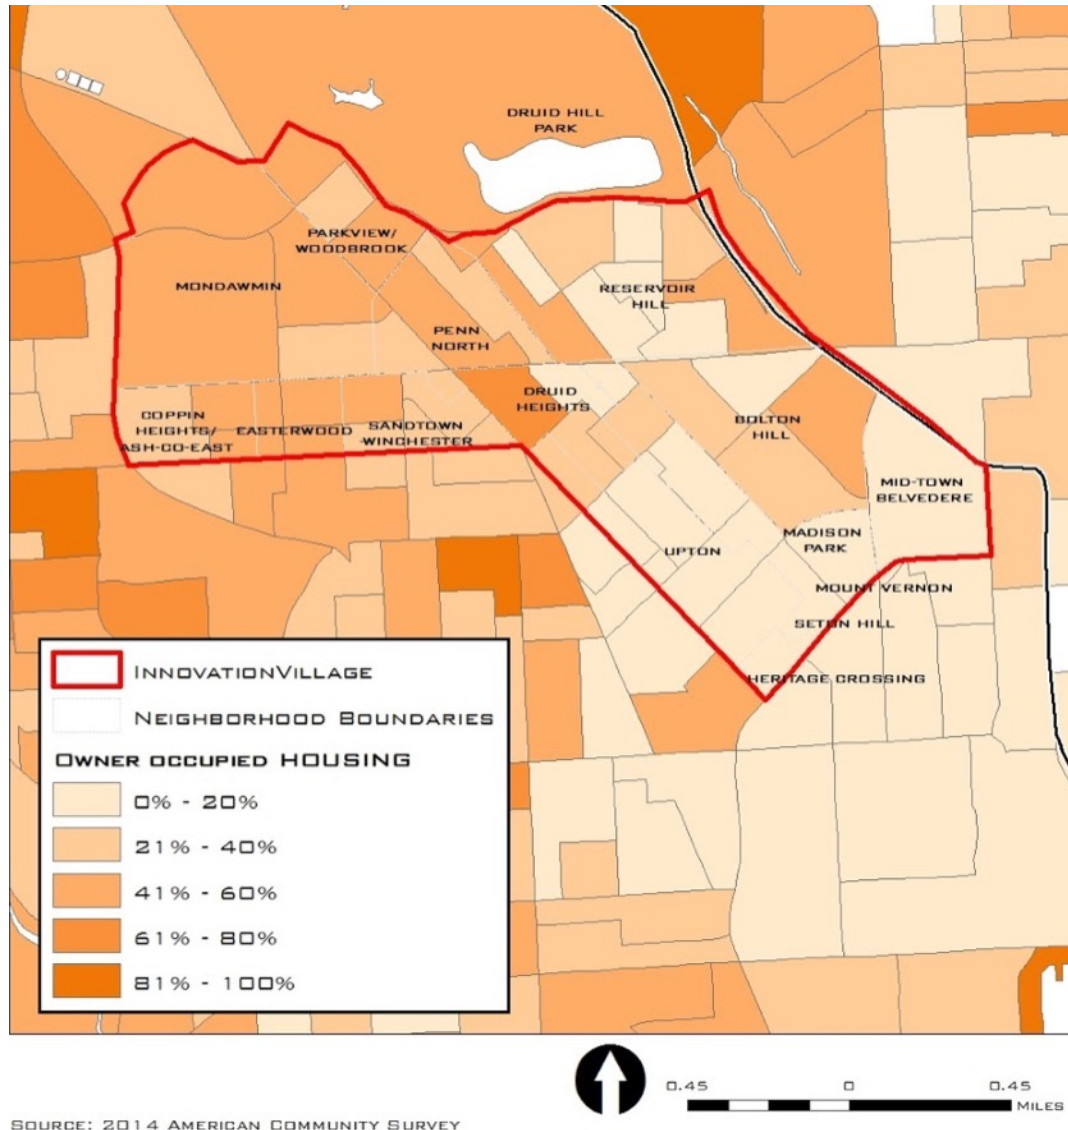 DRUID HILL
PARK
PARKVIEW/
WOODBROOK
MONDAWMIN
RESERVOIR
HILL
PENN
NORTH
DRUID
HEIGHTS
COPPIN
HEIGHTS/
ASH-CO-EAST
EASTERWOOD
SANDTOWN
-WINCHESTER
BOLTON
HILL
MID-TOWN
BELVEDERE
MADISON
PARK
UPTON
MOUNT VERNON
SETON HILL
HERITAGE CROSSING
INNOVATIONVILLAGE
NEIGHBORHOOD BOUNDARIES
OWNER OCCUPIED HOUSING
0% - 20%
21% - 40%
41% - 60%
61% - 80%
81% - 100%
0.45 0 0.45
MILES
SOURCE: 2014 AMERICAN COMMUNITY SURVEY